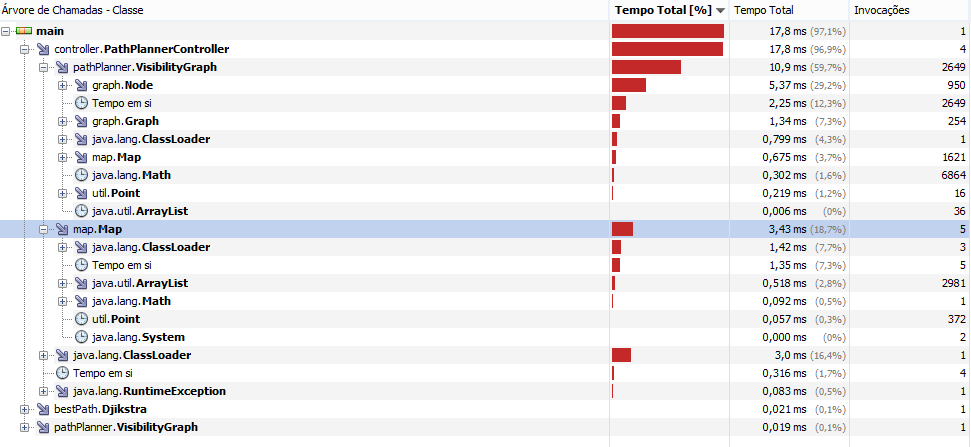 Árvore de Chamadas - Classe Tempo Total [%] Tempo Total Invocações
main 17,8 ms (97,1%) 1
controller.PathPlannerController 17,8 ms (96,9%) 4
pathPlanner.VisibilityGraph 10,9 ms (59,7%) 2649
graph.Node 5,37 ms (29,2%) 950
Tempo em si 2,25 ms (12,3%) 2649
graph.Graph 1,34 ms (7,3%) 254
java.lang.ClassLoader 0,799 ms (4,3%) 1
map.Map 0,675 ms (3,7%) 1621
java.lang.Math 0,302 ms (1,6%) 6864
util.Point 0,219 ms (1,2%) 16
java.util.ArrayList 0,006 ms (0%) 36
map.Map 3,43 ms (18,7%) 5
java.lang.ClassLoader 1,42 ms (7,7%) 3
Tempo em si 1,35 ms (7,3%) 5
java.util.ArrayList 0,518 ms (2,8%) 2981
java.lang.Math 0,092 ms (0,5%) 1
util.Point 0,057 ms (0,3%) 372
java.lang.System 0,000 ms (0%) 2
java.lang.ClassLoader 3,0 ms (16,4%) 1
Tempo em si 0,316 ms (1,7%) 4
java.lang.RuntimeException 0,083 ms (0,5%) 1
bestPath.Djikstra 0,021 ms (0,1%) 1
pathPlanner.VisibilityGraph 0,019 ms (0,1%) 1